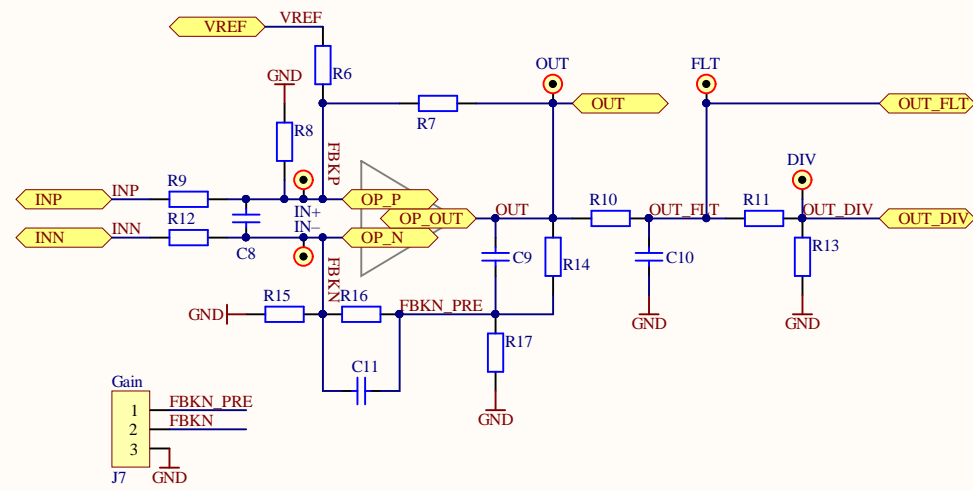 VREF
VREF
R6
OUT
FLT
GND
OUT
OUT_FLT
R7
R8
FBKP
DIV
INP
INP
R9
IN+
OP_P
INN
INN
R12
C8
IN−
OP_N
OP_OUT
OUT
R10
OUT_FLT
R11
OUT_DIV
OUT_DIV
FBKN
C9
R14
C10
R13
GND
R15
R16
FBKN_PRE
GND
GND
R17
C11
GND
Gain
1
FBKN_PRE
2
FBKN
3
J7
GND